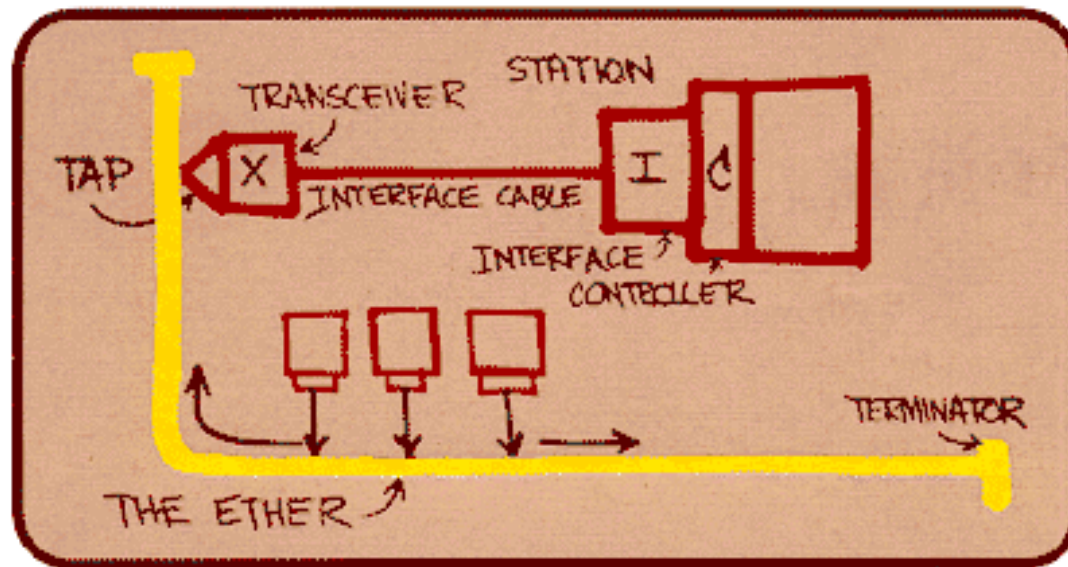 STATION
TRANSCEIVER
TAP
X
I
C
INTERFACE CABLE
INTERFACE
CONTROLLER
TERMINATOR
THE ETHER